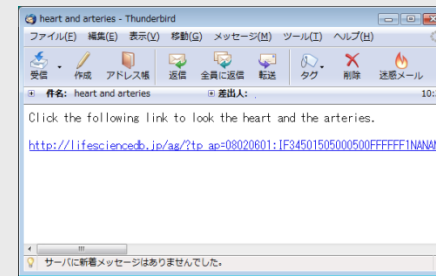 heart and arteries - Thunderbird
ファイル(F) 編集(E) 表示(V) 移動(G) メッセージ(M) ツール(T) ヘルプ(H)
受信 作成 アドレス帳 返信 全員に返信 転送 タグ 削除 迷惑メール
件名: heart and arteries 差出人: 10:
Click the following link to look the heart and the arteries.
http://lifesciencedb.jp/ag/?tp_ap=08020601:IF34501505000500FFFFFF1NANAN
サーバに新着メッセージはありませんでした。